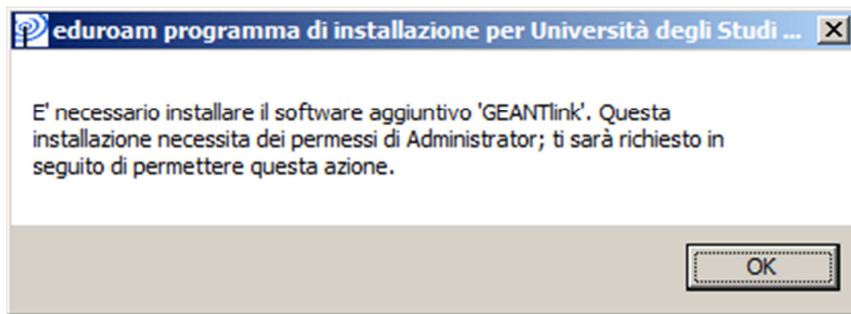 eduroam programma di installazione per Università degli Studi ...
E' necessario installare il software aggiuntivo 'GEANTlink'. Questa
installazione necessita dei permessi di Administrator; ti sarà richiesto in
seguito di permettere questa azione.
OK